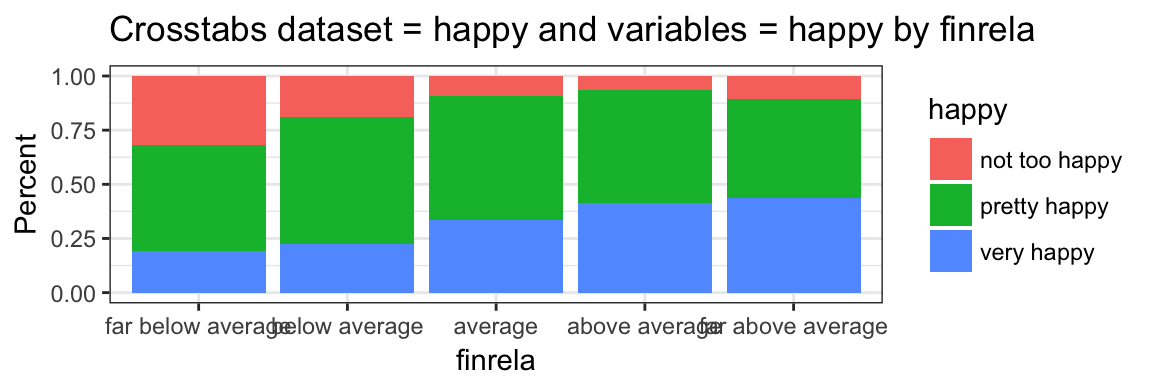 Crosstabs dataset = happy and variables = happy by finrela
Percent
1.00
0.75
0.50
0.25
0.00
far below average below average average above average far above average
finrela
happy
not too happy
pretty happy
very happy